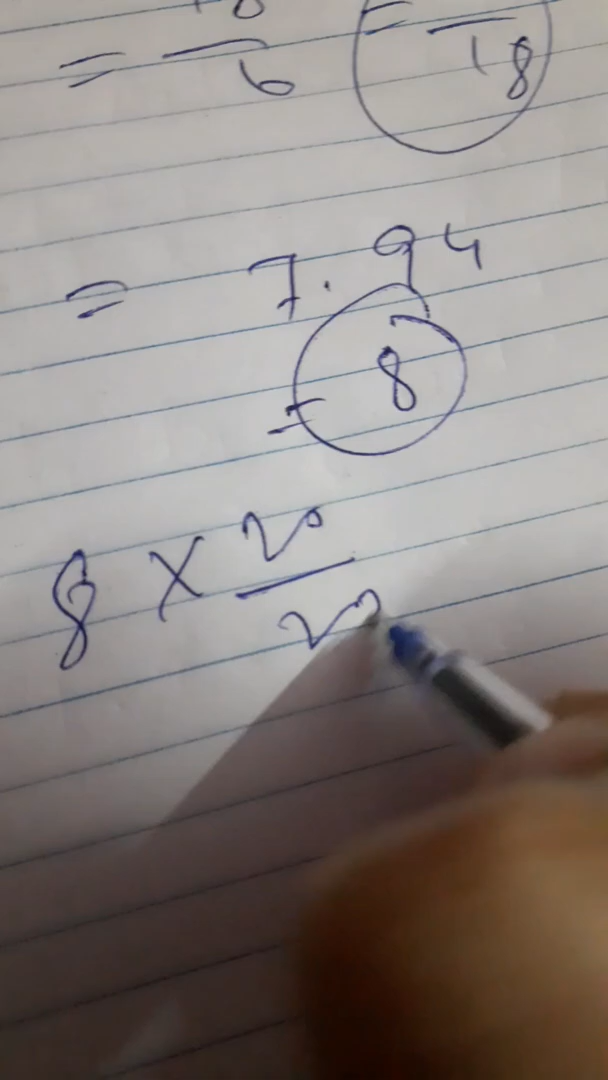 = /6 = /18
= 7.94
= 8
8 × 20/20